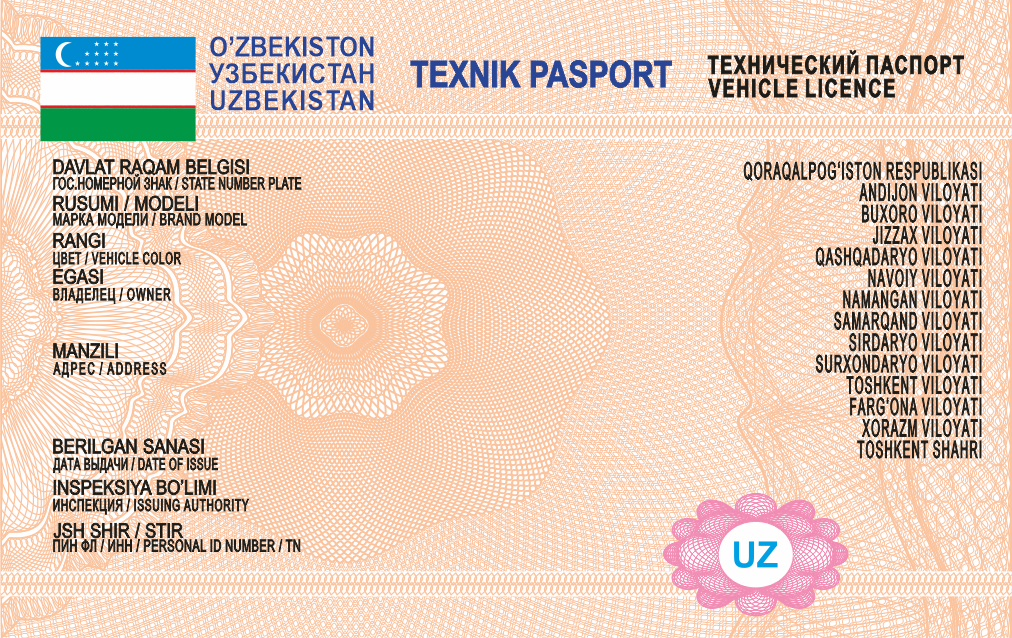 O'ZBEKISTON
УЗБЕКИСТАН
UZBEKISTAN
TEXNIK PASPORT
ТЕХНИЧЕСКИЙ ПАСПОРТ
VEHICLE LICENCE
DAVLAT RAQAM BELGISI
ГОС.НОМЕРНОЙ ЗНАК / STATE NUMBER PLATE
RUSUMI / MODELI
МАРКА МОДЕЛИ / BRAND MODEL
RANGI
ЦВЕТ / VEHICLE COLOR
EGASI
ВЛАДЕЛЕЦ / OWNER
MANZILI
АДРЕС / ADDRESS
BERILGAN SANASI
ДАТА ВЫДАЧИ / DATE OF ISSUE
INSPEKSIYA BO'LIMI
ИНСПЕКЦИЯ / ISSUING AUTHORITY
JSH SHIR / STIR
ПИН ФЛ / ИНН / PERSONAL ID NUMBER / TN
QORAQALPOG‘ISTON RESPUBLIKASI
ANDIJON VILOYATI
BUXORO VILOYATI
JIZZAX VILOYATI
QASHQADARYO VILOYATI
NAVOIY VILOYATI
NAMANGAN VILOYATI
SAMARQAND VILOYATI
SIRDARYO VILOYATI
SURXONDARYO VILOYATI
TOSHKENT VILOYATI
FARG‘ONA VILOYATI
XORAZM VILOYATI
TOSHKENT SHAHRI
UZ